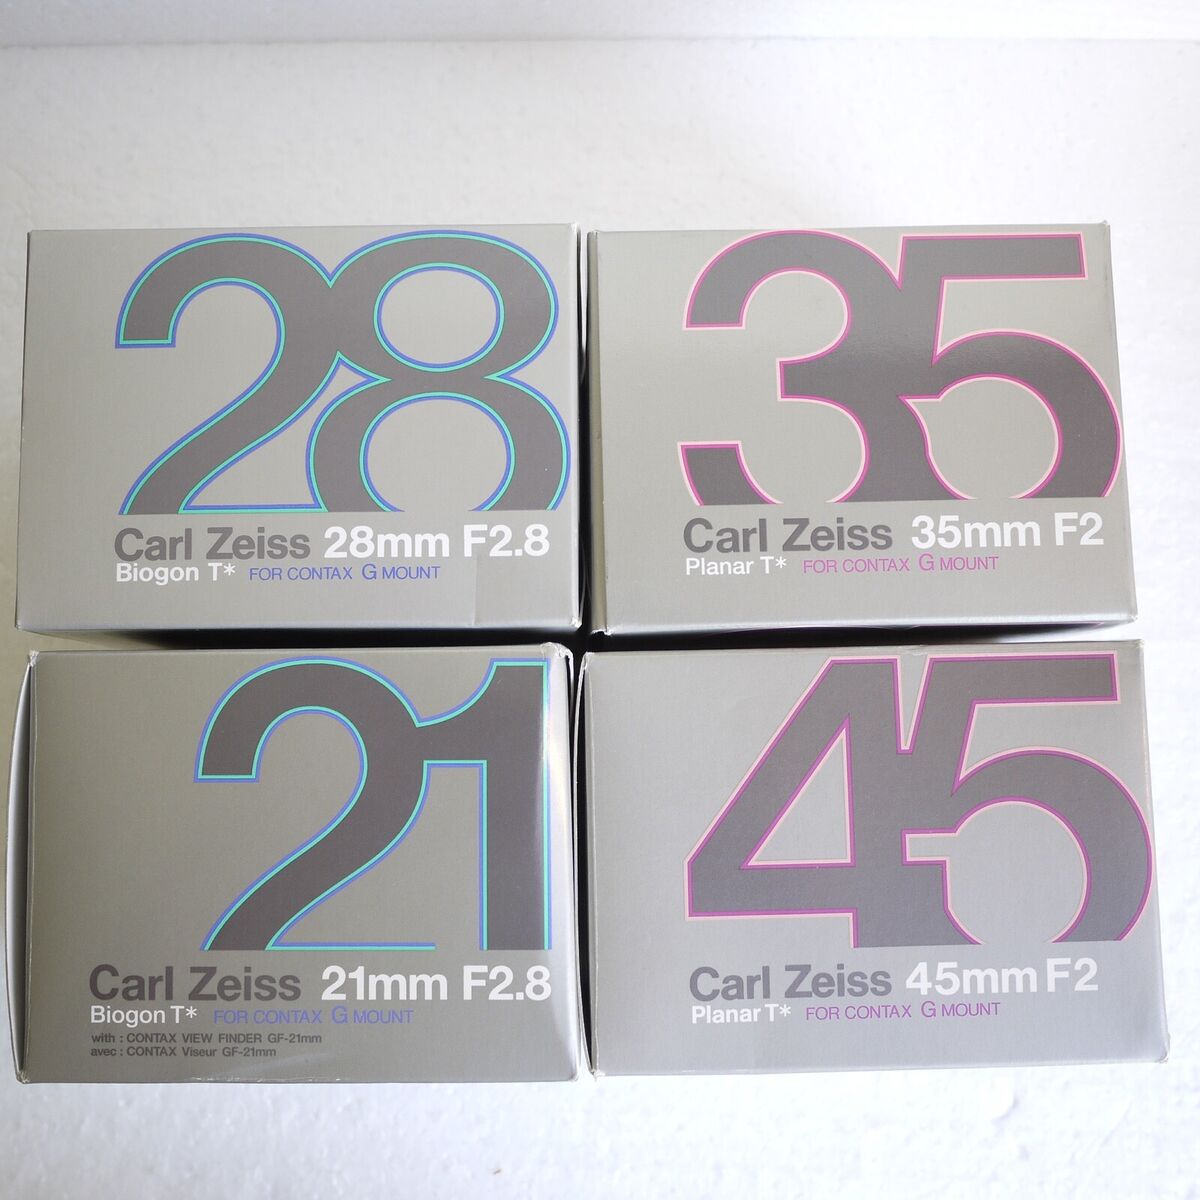 28
Carl Zeiss 28mm F2.8
Biogon T* FOR CONTAX G MOUNT
35
Carl Zeiss 35mm F2
Planar T* FOR CONTAX G MOUNT
21
Carl Zeiss 21mm F2.8
Biogon T* FOR CONTAX G MOUNT
with : CONTAX VIEW FINDER GF-21mm
avec : CONTAX Viseur GF-21mm
45
Carl Zeiss 45mm F2
Planar T* FOR CONTAX G MOUNT